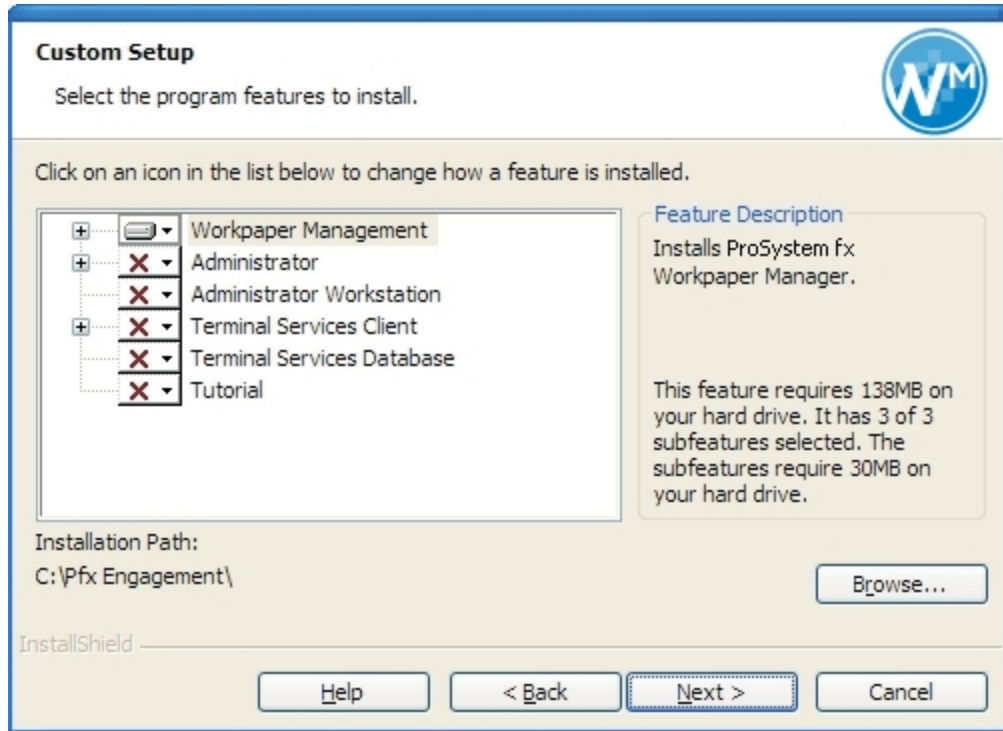 Custom Setup
Select the program features to install.
WM
Click on an icon in the list below to change how a feature is installed.
Workpaper Management
Administrator
Administrator Workstation
Terminal Services Client
Terminal Services Database
Tutorial
Feature Description
Installs ProSystem fx
Workpaper Manager.
This feature requires 138MB on
your hard drive. It has 3 of 3
subfeatures selected. The
subfeatures require 30MB on
your hard drive.
Installation Path:
C:\Pfx Engagement\
Browse...
InstallShield
Help
< Back
Next >
Cancel